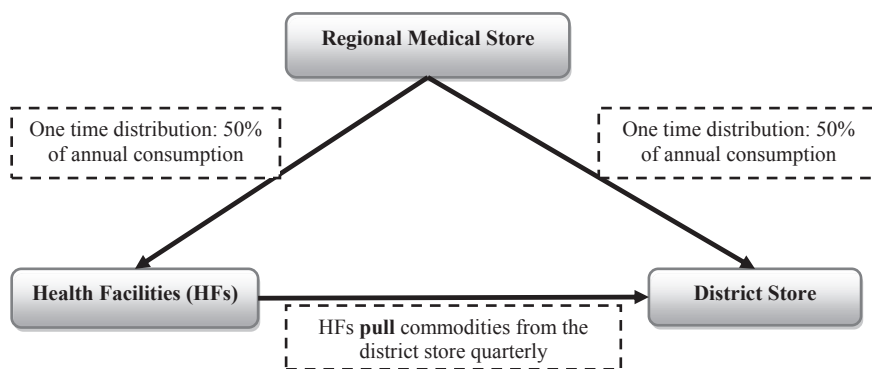 Regional Medical Store
One time distribution: 50%
of annual consumption
One time distribution: 50%
of annual consumption
Health Facilities (HFs)
District Store
HFs pull commodities from the
district store quarterly